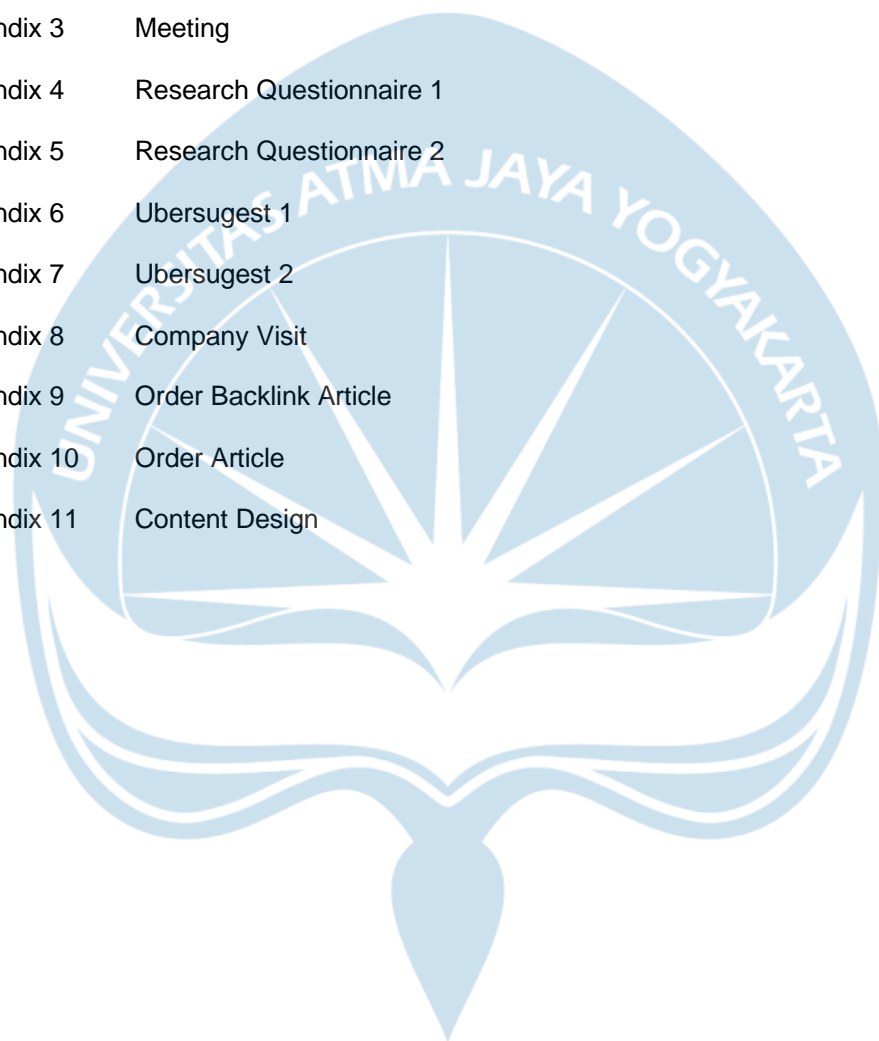 ndix 3 Meeting
ndix 4 Research Questionnaire 1
ndix 5 Research Questionnaire 2
ndix 6 Ubersugest 1
ndix 7 Ubersugest 2
ndix 8 Company Visit
ndix 9 Order Backlink Article
ndix 10 Order Article
ndix 11 Content Design
UNIVERSITAS ATMA JAYA YOGYAKARTA